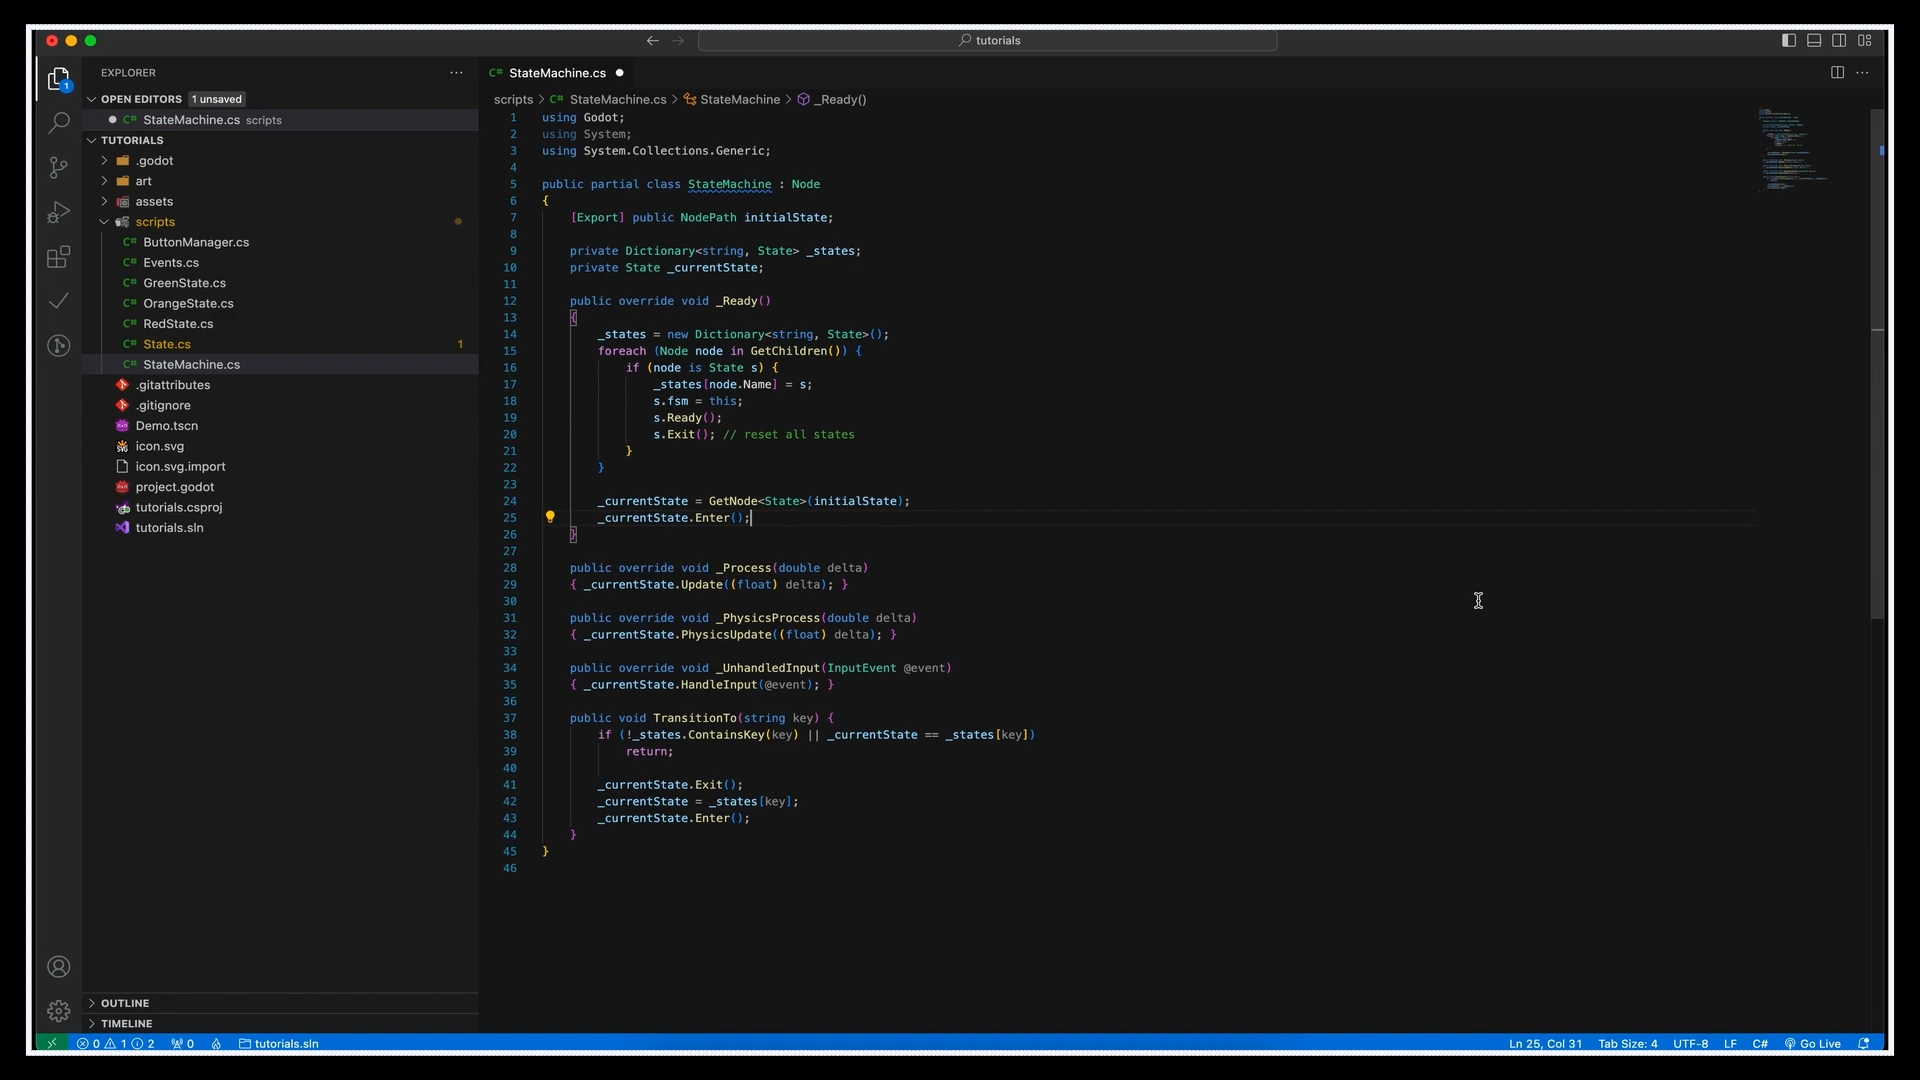 tutorials
EXPLORER
StateMachine.cs
OPEN EDITORS 1 unsaved
StateMachine.cs scripts
TUTORIALS
.godot
art
assets
scripts
ButtonManager.cs
Events.cs
GreenState.cs
OrangeState.cs
RedState.cs
State.cs 1
StateMachine.cs
.gitattributes
.gitignore
Demo.tscn
icon.svg
icon.svg.import
project.godot
tutorials.csproj
tutorials.sln
OUTLINE
TIMELINE
scripts > StateMachine.cs > StateMachine > _Ready()
1 using Godot;
2 using System;
3 using System.Collections.Generic;
4
5 public partial class StateMachine : Node
6 {
7 [Export] public NodePath initialState;
8
9 private Dictionary<string, State> _states;
10 private State _currentState;
11
12 public override void _Ready()
13 {
14 _states = new Dictionary<string, State>();
15 foreach (Node node in GetChildren()) {
16 if (node is State s) {
17 _states[node.Name] = s;
18 s.fsm = this;
19 s.Ready();
20 s.Exit(); // reset all states
21 }
22 }
23
24 _currentState = GetNode<State>(initialState);
25 _currentState.Enter();
26 }
27
28 public override void _Process(double delta)
29 { _currentState.Update((float) delta); }
30
31 public override void _PhysicsProcess(double delta)
32 { _currentState.PhysicsUpdate((float) delta); }
33
34 public override void _UnhandledInput(InputEvent @event)
35 { _currentState.HandleInput(@event); }
36
37 public void TransitionTo(string key) {
38 if (!_states.ContainsKey(key) || _currentState == _states[key])
39 return;
40
41 _currentState.Exit();
42 _currentState = _states[key];
43 _currentState.Enter();
44 }
45 }
46
0 1 2 0 tutorials.sln Ln 25, Col 31 Tab Size: 4 UTF-8 LF C# Go Live